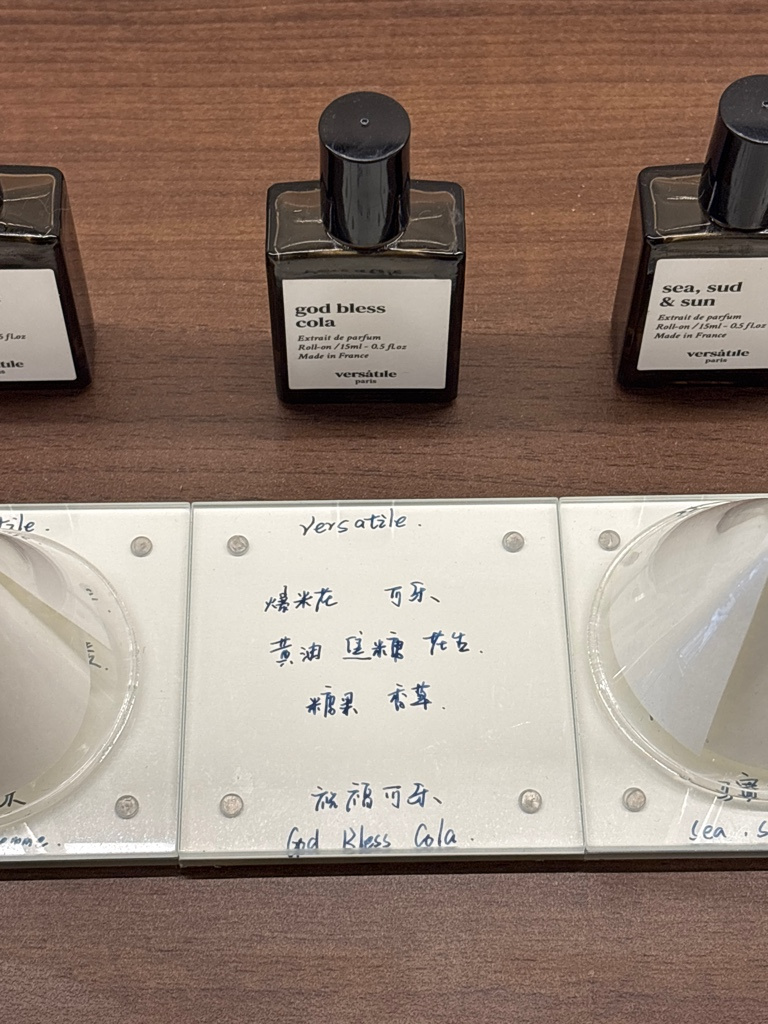 god bless
cola
Extrait de parfum
Roll-on / 15ml - 0.5 fl.oz
Made in France
versátile
paris
sea, sud
& sun
Extrait de parfum
Roll-on / 15ml - 0.5 fl.oz
Made in France
versátile
paris
versatile.
爆米花 可乐
黄油 焦糖 花生.
糖果 香草.
祝福可乐
God Bless Cola.
sea . s